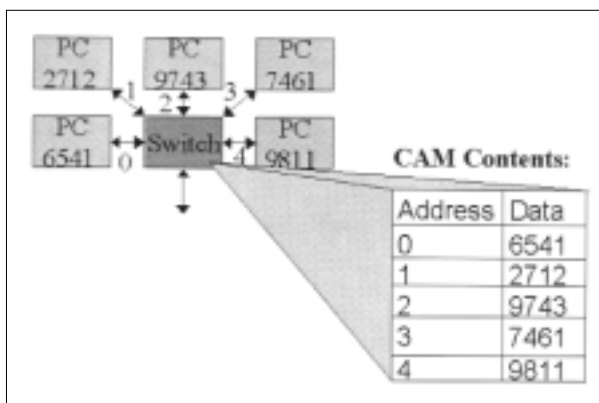 PC
2712
PC
9743
PC
7461
1
2
3
PC
6541
0
Switch
4
PC
9811
CAM Contents:
Address Data
0 6541
1 2712
2 9743
3 7461
4 9811